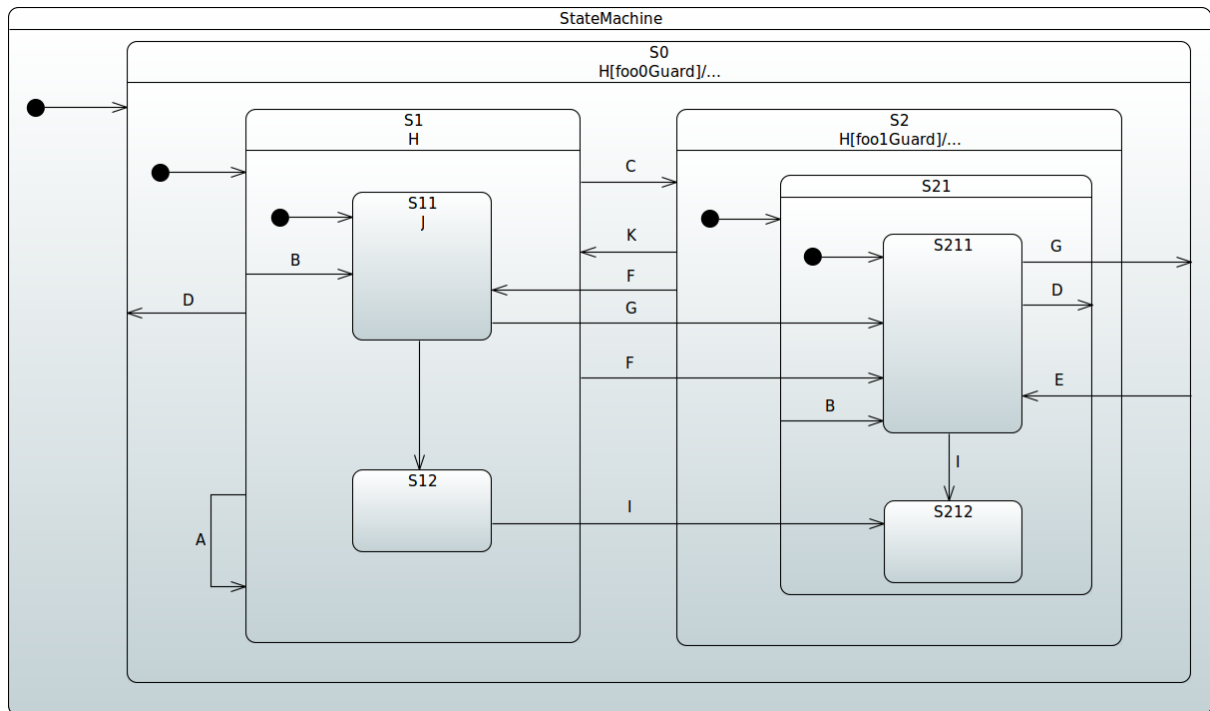 StateMachine
S0
H[foo0Guard]/...
S1
H
S2
H[foo1Guard]/...
C
S21
S11
J
K
S211
G
B
F
D
D
G
F
E
B
I
S12
I
S212
A